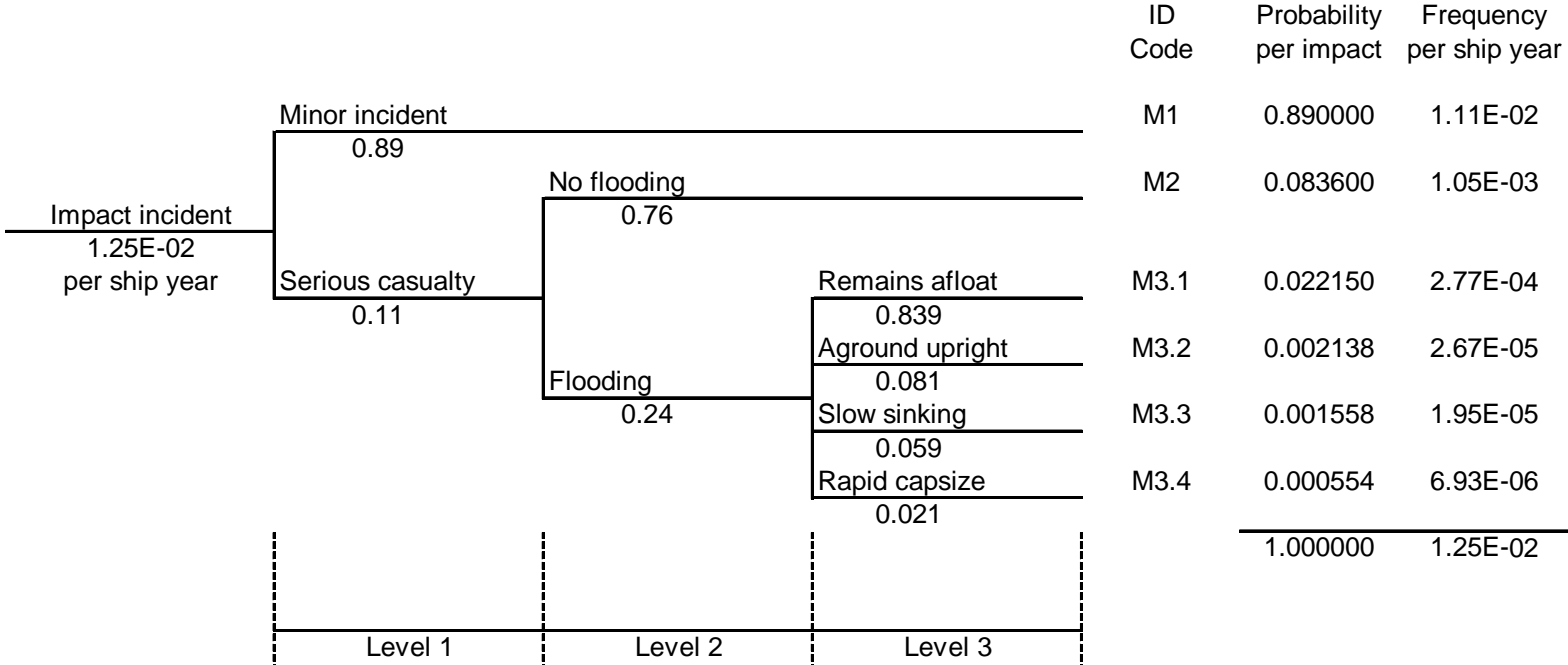 ID Probability Frequency
Code per impact per ship year
Minor incident M1 0.890000 1.11E-02
0.89
No flooding M2 0.083600 1.05E-03
Impact incident 0.76
1.25E-02
per ship year Serious casualty Remains afloat M3.1 0.022150 2.77E-04
0.11 0.839
Aground upright M3.2 0.002138 2.67E-05
Flooding 0.081
0.24 Slow sinking M3.3 0.001558 1.95E-05
0.059
Rapid capsize M3.4 0.000554 6.93E-06
0.021
1.000000 1.25E-02
Level 1 Level 2 Level 3